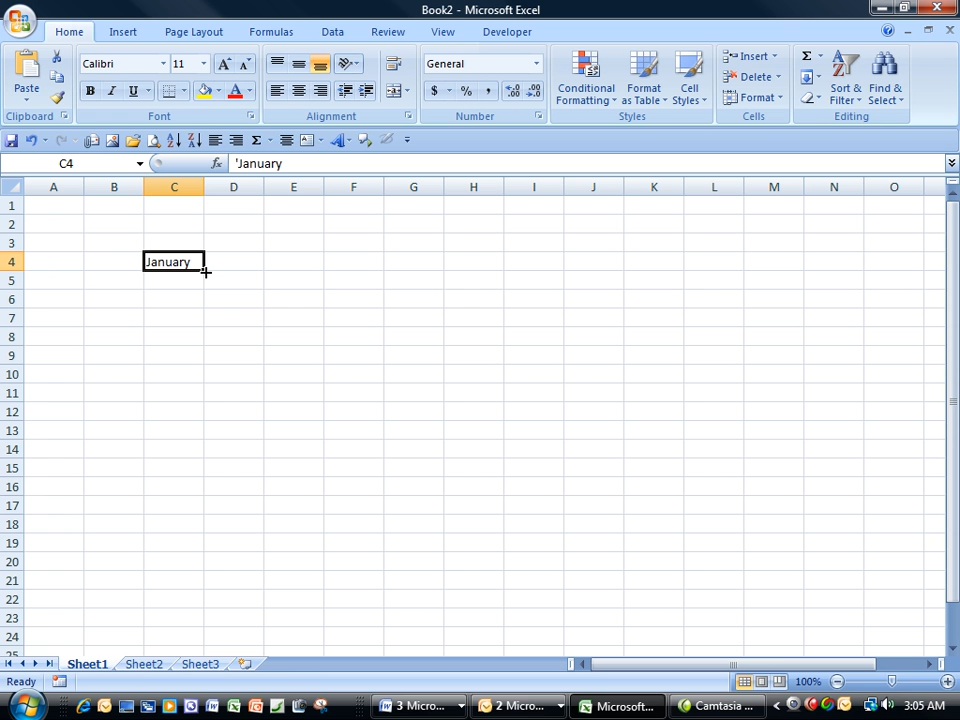 Book2 - Microsoft Excel
Home Insert Page Layout Formulas Data Review View Developer
Calibri 11 General Insert Σ
Paste B I U A $ % , Conditional Formatting Format as Table Cell Styles Delete Format Sort & Filter Find & Select
Clipboard Font Alignment Number Styles Cells Editing
C4 fx 'January
A B C D E F G H I J K L M N O
1
2
3
4 January
5
6
7
8
9
10
11
12
13
14
15
16
17
18
19
20
21
22
23
24
25
Sheet1 Sheet2 Sheet3
Ready 100%
3 Micro... 2 Micro... Microsoft... Camtasia ... 3:05 AM